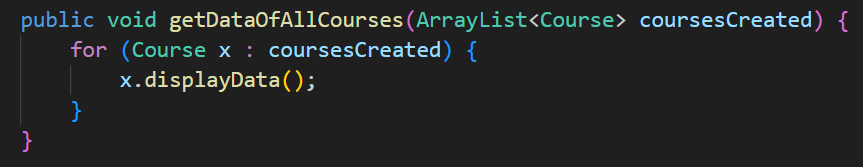 public void getDataOfAllCourses(ArrayList<Course> coursesCreated) {
    for (Course x : coursesCreated) {
        x.displayData();
    }
}